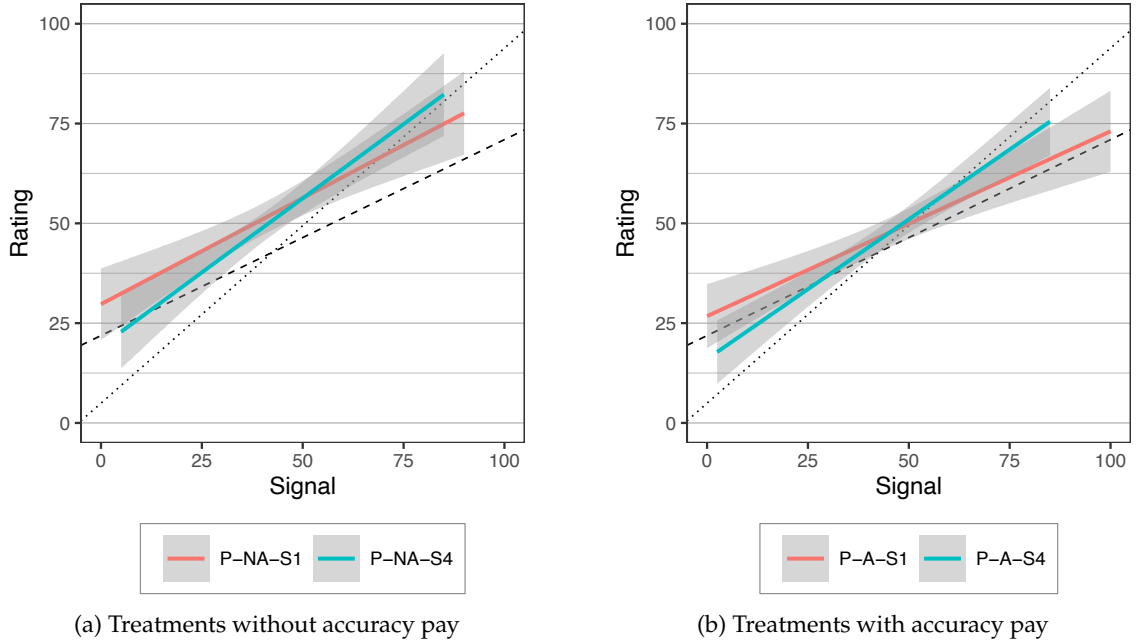 100
75
50
25
0
Rating
0 25 50 75 100
Signal
P−NA−S1 P−NA−S4
(a) Treatments without accuracy pay
100
75
50
25
0
Rating
0 25 50 75 100
Signal
P−A−S1 P−A−S4
(b) Treatments with accuracy pay